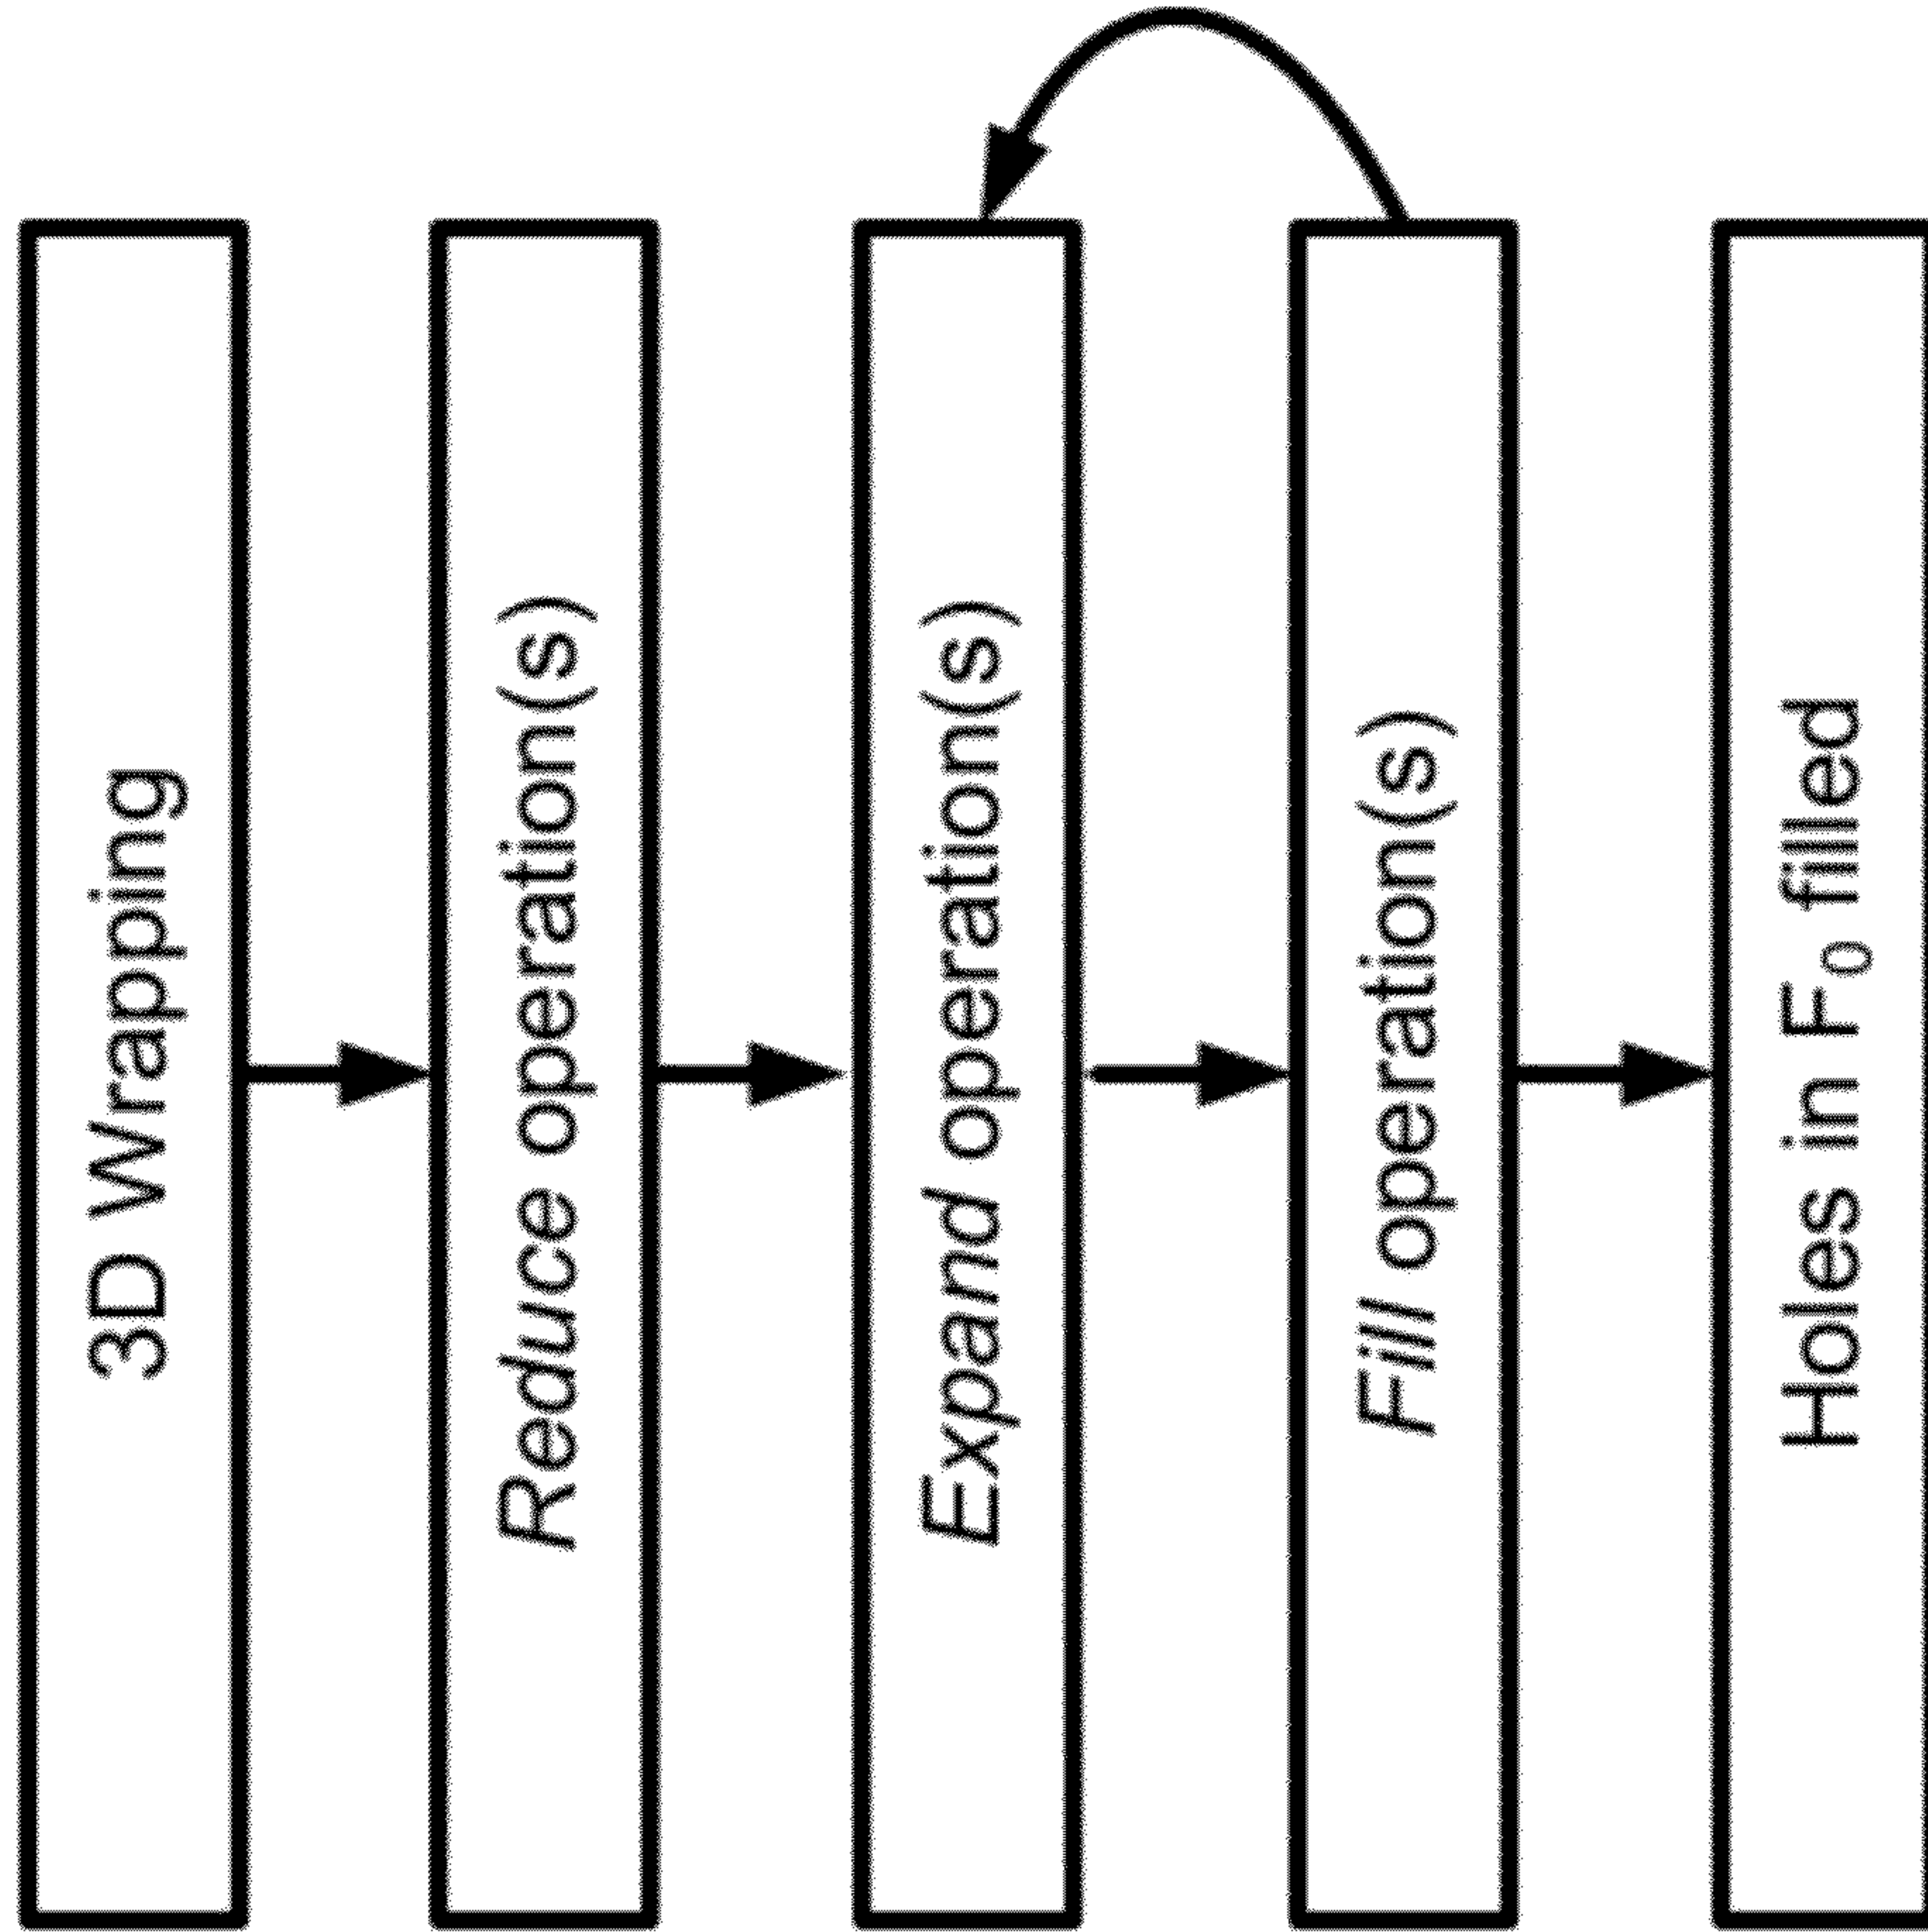 3D Wrapping
Reduce operation(s)
Expand operation(s)
Fill operation(s)
Holes in F₀ filled